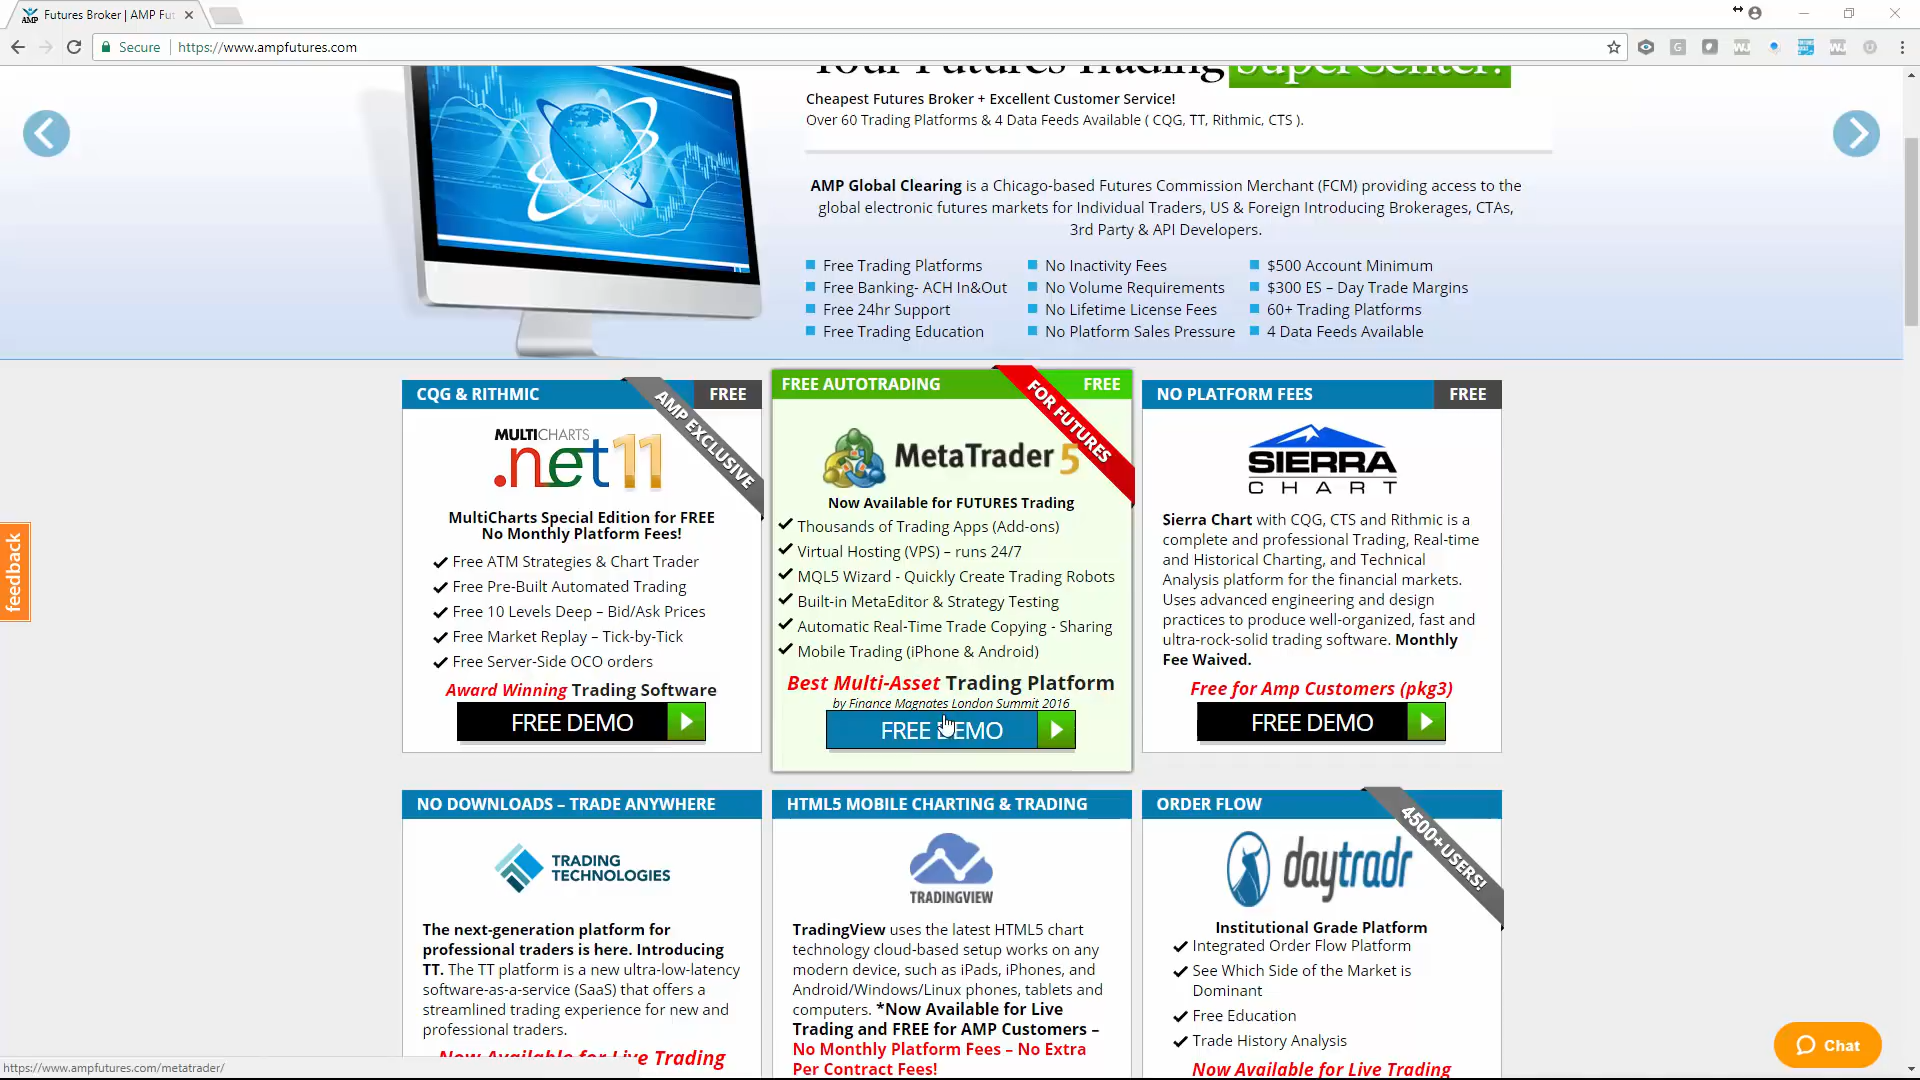 Futures Broker | AMP Fut
Secure
https://www.ampfutures.com
Your Futures Trading SuperCenter!
Cheapest Futures Broker + Excellent Customer Service!
Over 60 Trading Platforms & 4 Data Feeds Available ( CQG, TT, Rithmic, CTS ).
AMP Global Clearing is a Chicago-based Futures Commission Merchant (FCM) providing access to the
global electronic futures markets for Individual Traders, US & Foreign Introducing Brokerages, CTAs,
3rd Party & API Developers.
Free Trading Platforms
Free Banking- ACH In&Out
Free 24hr Support
Free Trading Education
No Inactivity Fees
No Volume Requirements
No Lifetime License Fees
No Platform Sales Pressure
$500 Account Minimum
$300 ES – Day Trade Margins
60+ Trading Platforms
4 Data Feeds Available
feedback
CQG & RITHMIC
FREE
AMP EXCLUSIVE
MULTICHARTS
.net 11
MultiCharts Special Edition for FREE
No Monthly Platform Fees!
Free ATM Strategies & Chart Trader
Free Pre-Built Automated Trading
Free 10 Levels Deep – Bid/Ask Prices
Free Market Replay – Tick-by-Tick
Free Server-Side OCO orders
Award Winning Trading Software
FREE DEMO
FREE AUTOTRADING
FREE
FOR FUTURES
MetaTrader 5
Now Available for FUTURES Trading
Thousands of Trading Apps (Add-ons)
Virtual Hosting (VPS) – runs 24/7
MQL5 Wizard - Quickly Create Trading Robots
Built-in MetaEditor & Strategy Testing
Automatic Real-Time Trade Copying - Sharing
Mobile Trading (iPhone & Android)
Best Multi-Asset Trading Platform
by Finance Magnates London Summit 2016
FREE DEMO
NO PLATFORM FEES
FREE
SIERRA
CHART
Sierra Chart with CQG, CTS and Rithmic is a
complete and professional Trading, Real-time
and Historical Charting, and Technical
Analysis platform for the financial markets.
Uses advanced engineering and design
practices to produce well-organized, fast and
ultra-rock-solid trading software. Monthly
Fee Waived.
Free for Amp Customers (pkg3)
FREE DEMO
NO DOWNLOADS – TRADE ANYWHERE
TRADING
TECHNOLOGIES
The next-generation platform for
professional traders is here. Introducing
TT. The TT platform is a new ultra-low-latency
software-as-a-service (SaaS) that offers a
streamlined trading experience for new and
professional traders.
Now Available for Live Trading
HTML5 MOBILE CHARTING & TRADING
TRADINGVIEW
TradingView uses the latest HTML5 chart
technology cloud-based setup works on any
modern device, such as iPads, iPhones, and
Android/Windows/Linux phones, tablets and
computers. *Now Available for Live
Trading and FREE for AMP Customers –
No Monthly Platform Fees – No Extra
Per Contract Fees!
ORDER FLOW
4500+USERS!
daytradr
Institutional Grade Platform
Integrated Order Flow Platform
See Which Side of the Market is
Dominant
Free Education
Trade History Analysis
Now Available for Live Trading
Chat
https://www.ampfutures.com/metatrader/